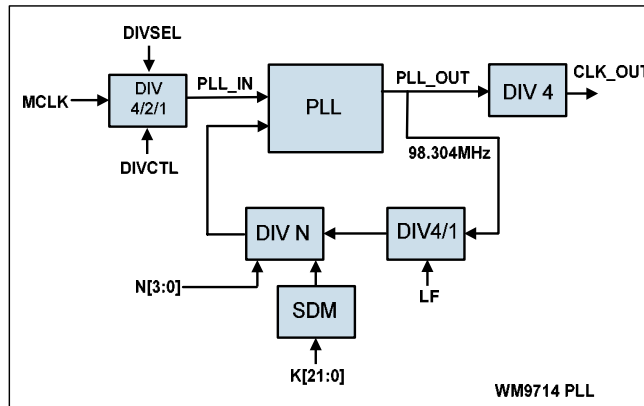 DIVSEL
MCLK
DIV
4/2/1
DIVCTL
PLL_IN
PLL
PLL_OUT
DIV 4
CLK_OUT
98.304MHz
DIV N
DIV4/1
N[3:0]
SDM
LF
K[21:0]
WM9714 PLL